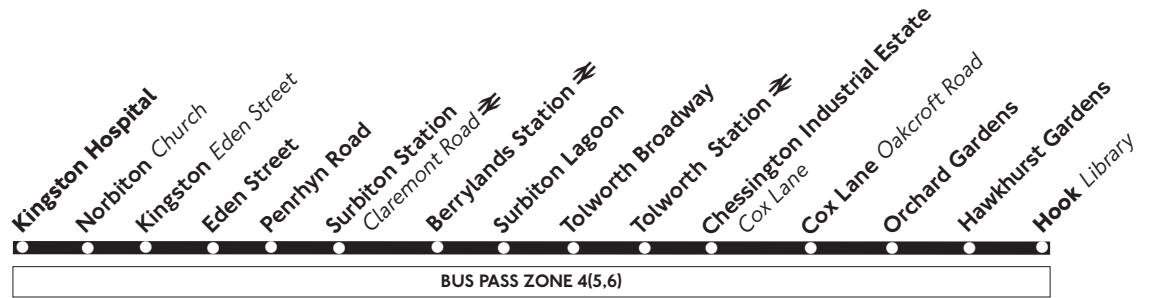 Kingston Hospital
Norbiton Church
Kingston Eden Street
Eden Street
Penrhyn Road
Surbiton Station
Claremont Road
Berrylands Station
Surbiton Lagoon
Tolworth Broadway
Tolworth Station
Chessington Industrial Estate
Cox Lane
Cox Lane Oakcroft Road
Orchard Gardens
Hawkhurst Gardens
Hook Library
BUS PASS ZONE 4(5,6)